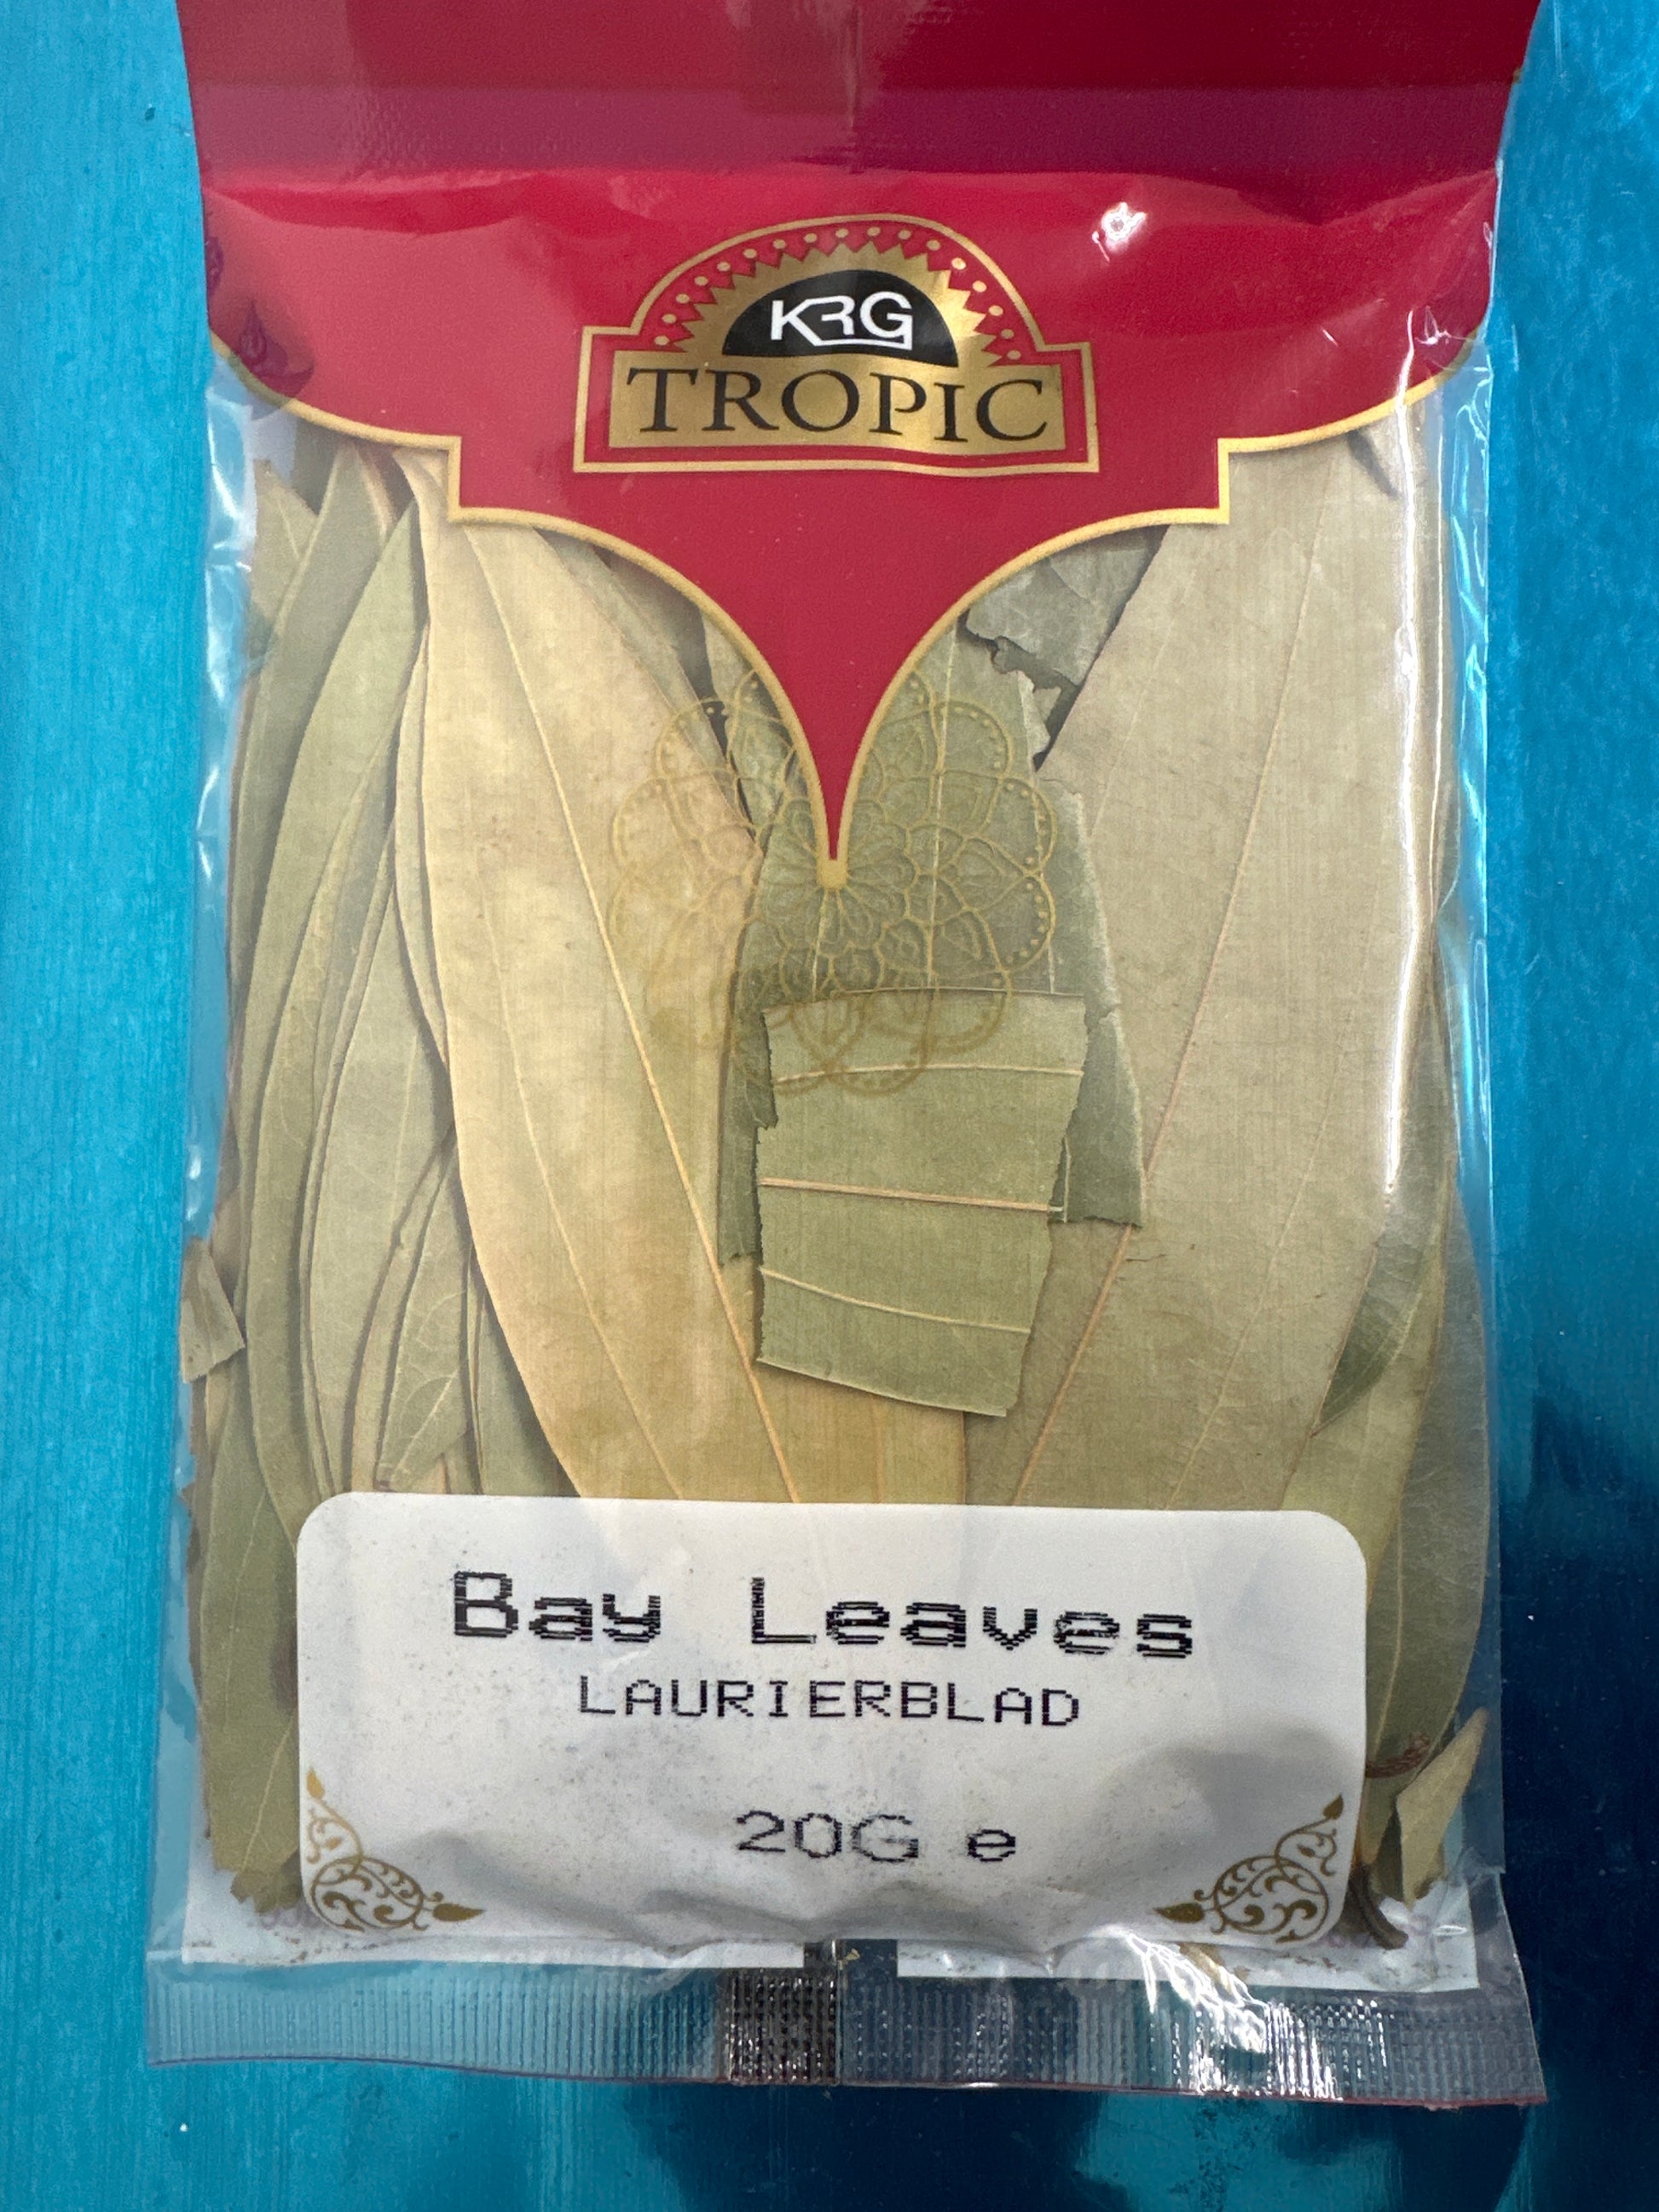 KRG
TROPIC
Bay Leaves
LAURIERBLAD
20G e